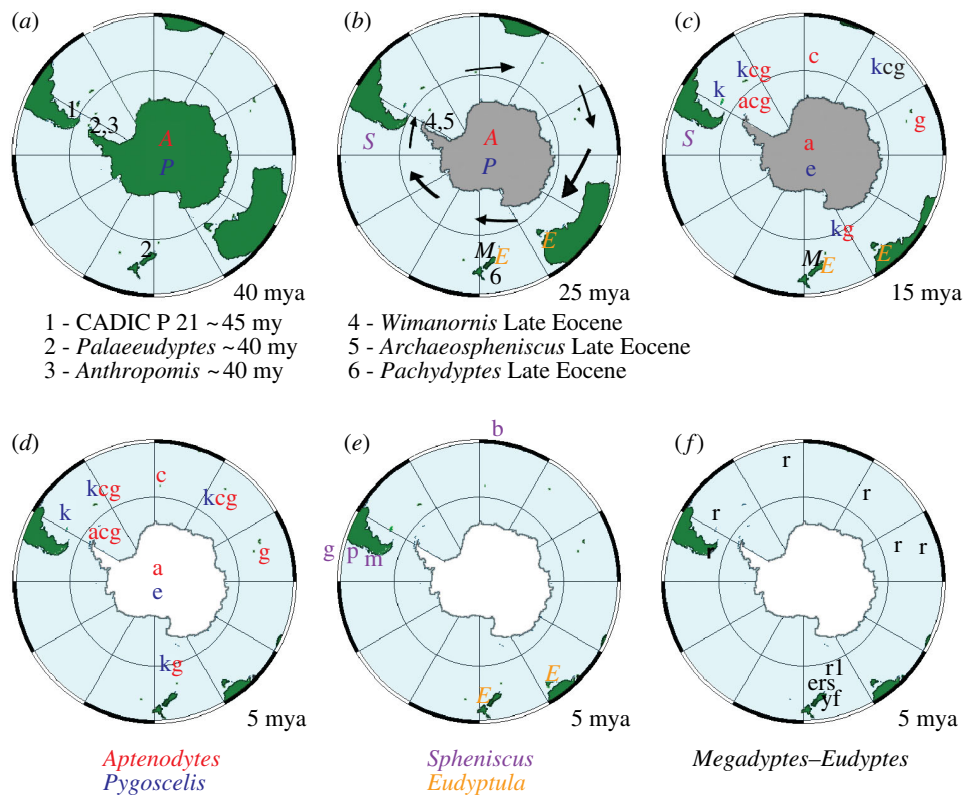 (a)
1
2,3
A
P
2
40 mya
1 - CADIC P 21 ~45 my
2 - Palaeeudyptes ~40 my
3 - Anthropomis ~40 my
(b)
4,5
S
A
P
M
E
6
E
25 mya
4 - Wimanornis Late Eocene
5 - Archaeospheniscus Late Eocene
6 - Pachydyptes Late Eocene
(c)
c
kcg
kcg
k
acg
g
S
a
e
kg
M
E
E
15 mya
(d)
c
kcg
kcg
k
acg
g
a
e
kg
5 mya
Aptenodytes
Pygoscelis
(e)
b
g
p
m
E
E
5 mya
Spheniscus
Eudyptula
(f)
r
r
r
r
r
r
r1
ers
yf
5 mya
Megadyptes–Eudyptes